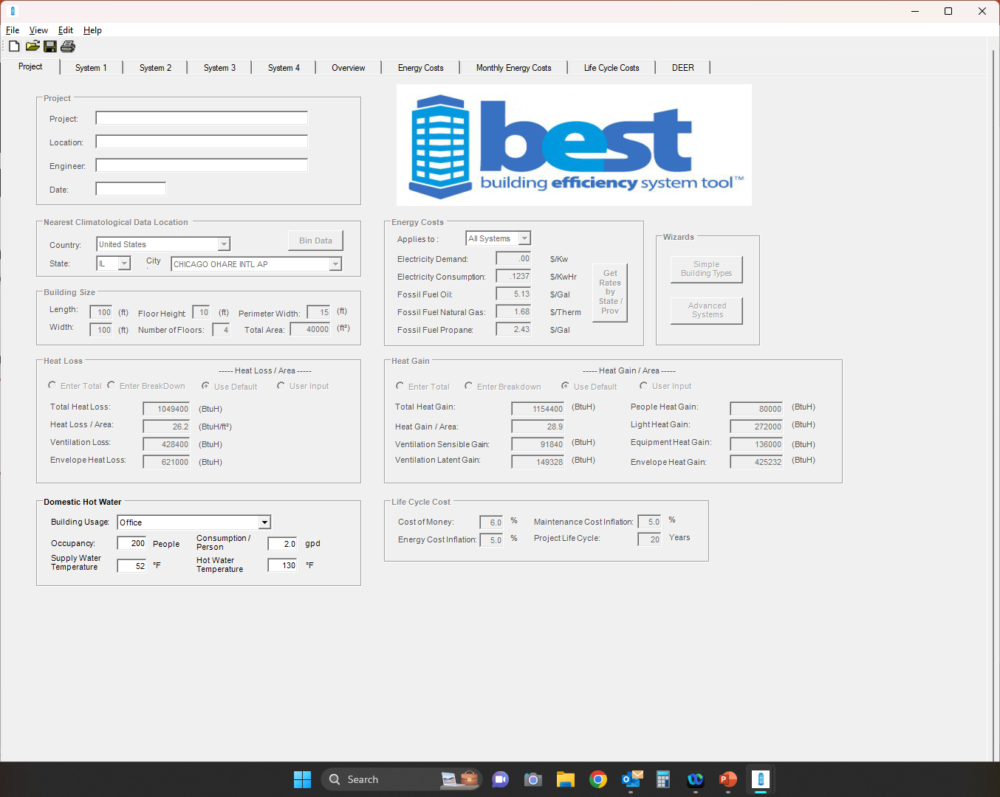 File View Edit Help
Project System 1 System 2 System 3 System 4 Overview Energy Costs Monthly Energy Costs Life Cycle Costs DEER
Project
Project:
Location:
Engineer:
Date:
best
building efficiency system tool™
Nearest Climatological Data Location
Country: United States Bin Data
State: IL City : CHICAGO OHARE INTL AP
Building Size
Length: 100 (ft) Floor Height 10 (ft) Perimeter Width: 15 (ft)
Width: 100 (ft) Number of Floors: 4 Total Area: 40000 (ft²)
Energy Costs
Applies to : All Systems
Electricity Demand: .00 $/Kw
Electricity Consumption: .1237 $/KwHr
Fossil Fuel Oil: 5.13 $/Gal
Fossil Fuel Natural Gas: 1.68 $/Therm
Fossil Fuel Propane: 2.43 $/Gal
Get
Rates
by
State /
Prov
Wizards
Simple
Building Types
Advanced
Systems
Heat Loss
----- Heat Loss / Area -----
Enter Total Enter BreakDown Use Default User Input
Total Heat Loss: 1049400 (BtuH)
Heat Loss / Area: 26.2 (BtuH/ft²)
Ventilation Loss: 428400 (BtuH)
Envelope Heat Loss: 621000 (BtuH)
Heat Gain
----- Heat Gain / Area -----
Enter Total Enter Breakdown Use Default User Input
Total Heat Gain: 1154400 (BtuH) People Heat Gain: 80000 (BtuH)
Heat Gain / Area: 28.9 Light Heat Gain: 272000 (BtuH)
Ventilation Sensible Gain: 91840 (BtuH) Equipment Heat Gain: 136000 (BtuH)
Ventilation Latent Gain: 149328 (BtuH) Envelope Heat Gain: 425232 (BtuH)
Domestic Hot Water
Building Usage: Office
Occupancy: 200 People Consumption / Person 2.0 gpd
Supply Water Temperature 52 °F Hot Water Temperature 130 °F
Life Cycle Cost
Cost of Money: 6.0 % Maintenance Cost Inflation: 5.0 %
Energy Cost Inflation: 5.0 % Project Life Cycle: 20 Years
Search